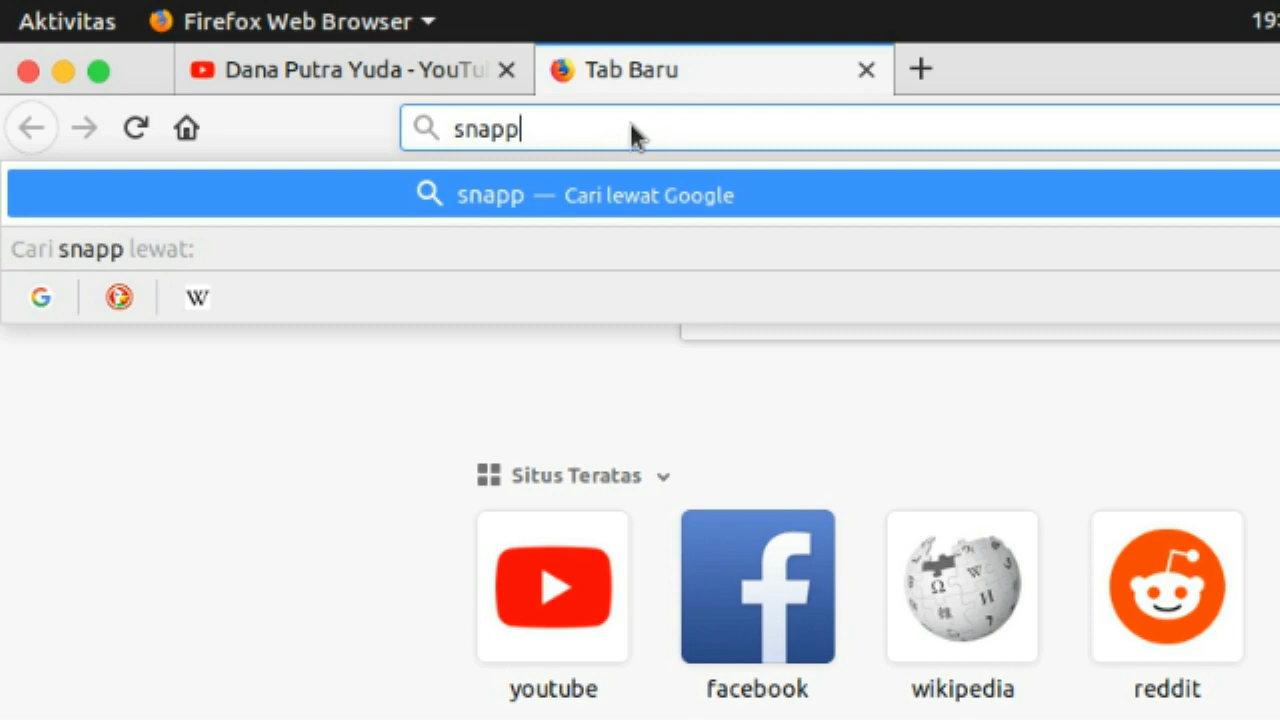 Aktivitas Firefox Web Browser 19:
Dana Putra Yuda - YouTu Tab Baru
snapp
snapp — Cari lewat Google
Cari snapp lewat:
G W
Situs Teratas
youtube facebook wikipedia reddit